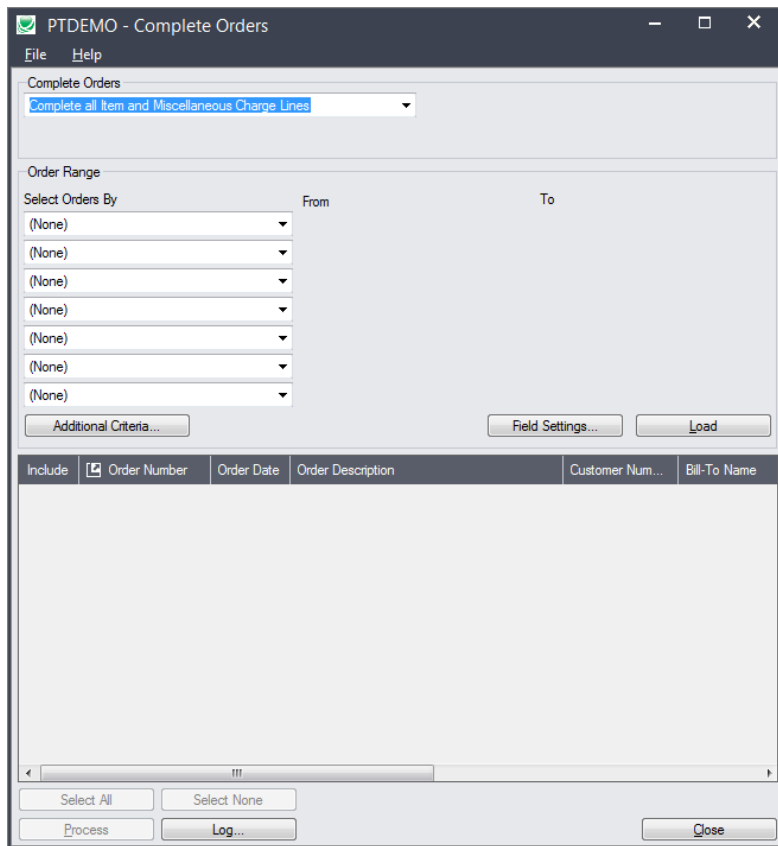 PTDEMO - Complete Orders
File Help
Complete Orders
Complete all Item and Miscellaneous Charge Lines
Order Range
Select Orders By From To
(None)
(None)
(None)
(None)
(None)
(None)
(None)
Additional Criteria... Field Settings... Load
Include Order Number Order Date Order Description Customer Num... Bill-To Name
Select All Select None
Process Log... Close